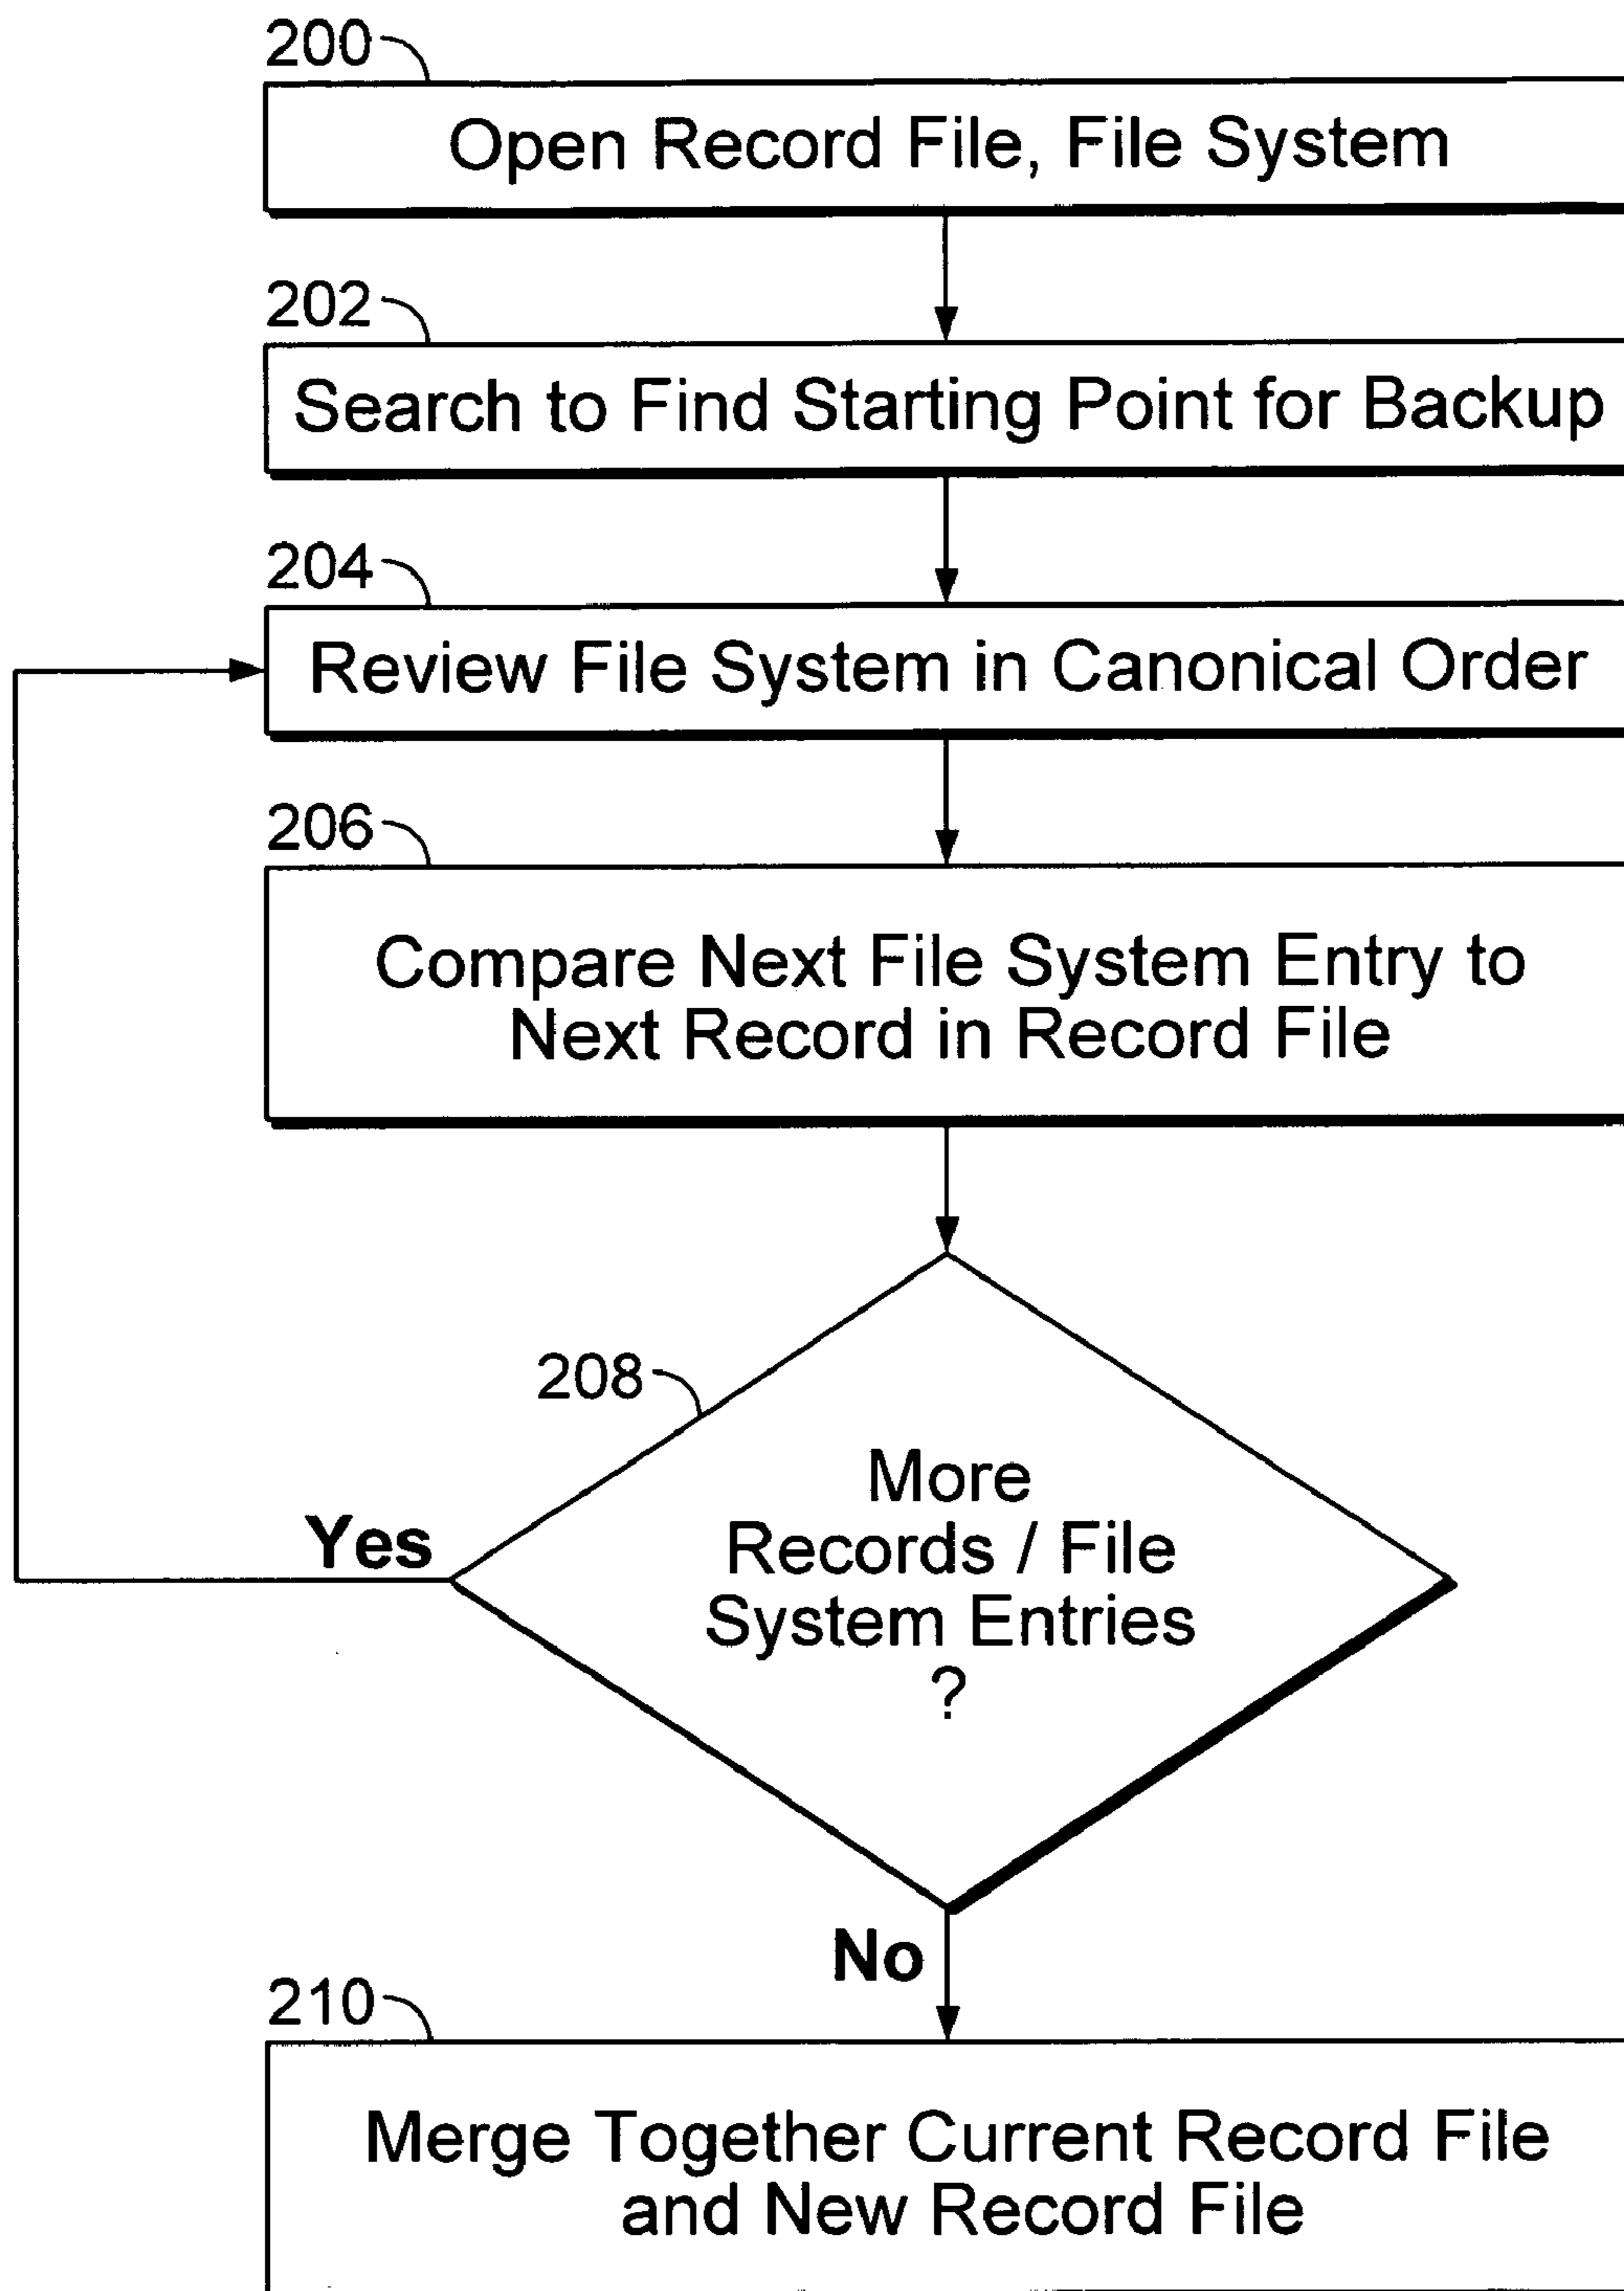 200
Open Record File, File System
202
Search to Find Starting Point for Backup
204
Review File System in Canonical Order
206
Compare Next File System Entry to
Next Record in Record File
208
More
Records / File
System Entries
?
Yes
No
210
Merge Together Current Record File
and New Record File